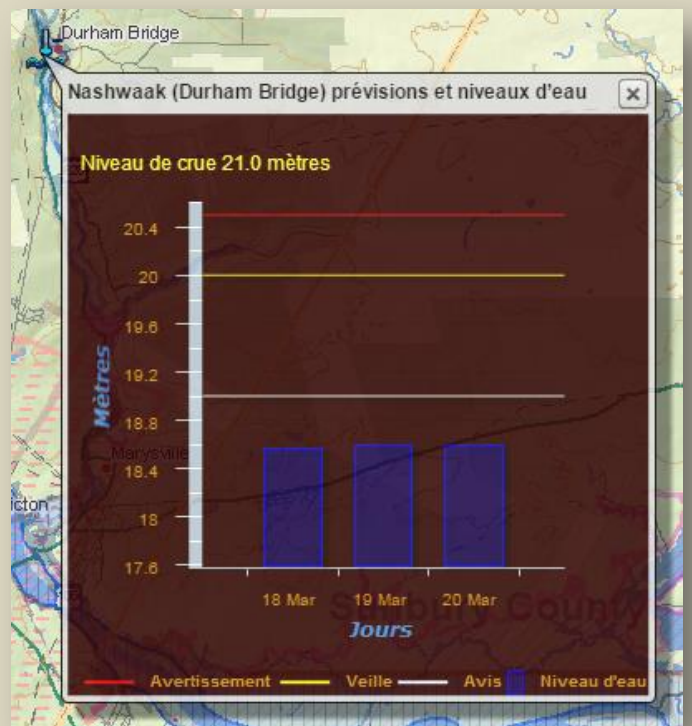 Durham Bridge
Nashwaak (Durham Bridge) prévisions et niveaux d'eau
Niveau de crue 21.0 mètres
20.4
20
19.6
19.2
18.8
18.4
18
17.6
Mètres
Marysville
icton
18 Mar 19 Mar 20 Mar
Sunbury County
Jours
Avertissement Veille Avis Niveau d'eau